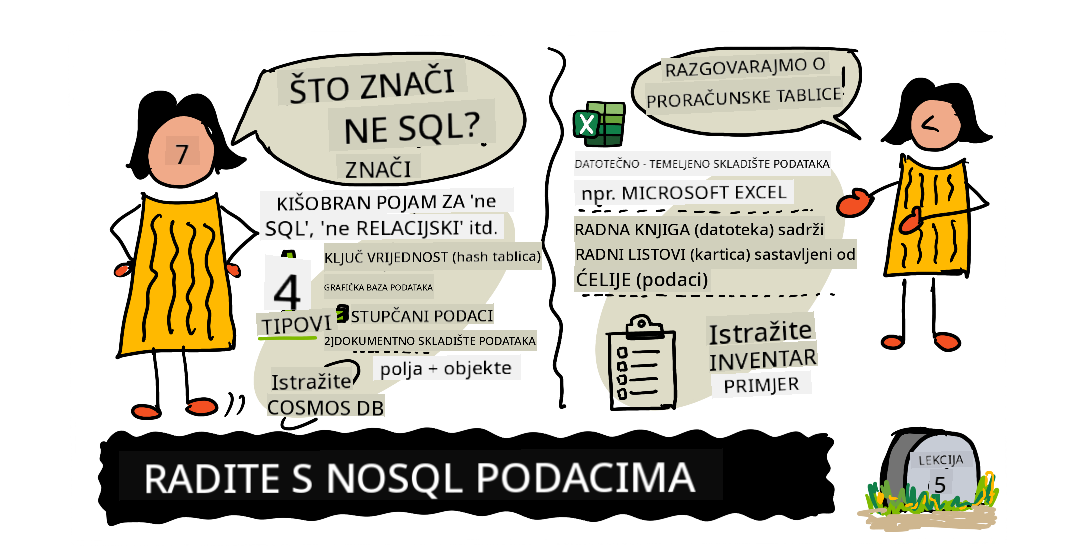 ŠTO ZNAČI
NE SQL?
ZNAČI
7
KIŠOBRAN POJAM ZA 'ne
SQL', 'ne RELACIJSKI' itd.
4
TIPOVI
KLJUČ VRIJEDNOST (hash tablica)
GRAFIČKA BAZA PODATAKA
3 STUPČANI PODACI
2)DOKUMENTNO SKLADIŠTE PODATAKA
polja + objekte
Istražite
COSMOS DB
RAZGOVARAJMO O
PRORAČUNSKE TABLICE!
X
DATOTEČNO - TEMELJENO SKLADIŠTE PODATAKA
npr. MICROSOFT EXCEL
RADNA KNJIGA (datoteka) sadrži
RADNI LISTOVI (kartica) sastavljeni od
ĆELIJE (podaci)
Istražite
INVENTAR
PRIMJER
RADITE S NOSQL PODACIMA
LEKCIJA
5